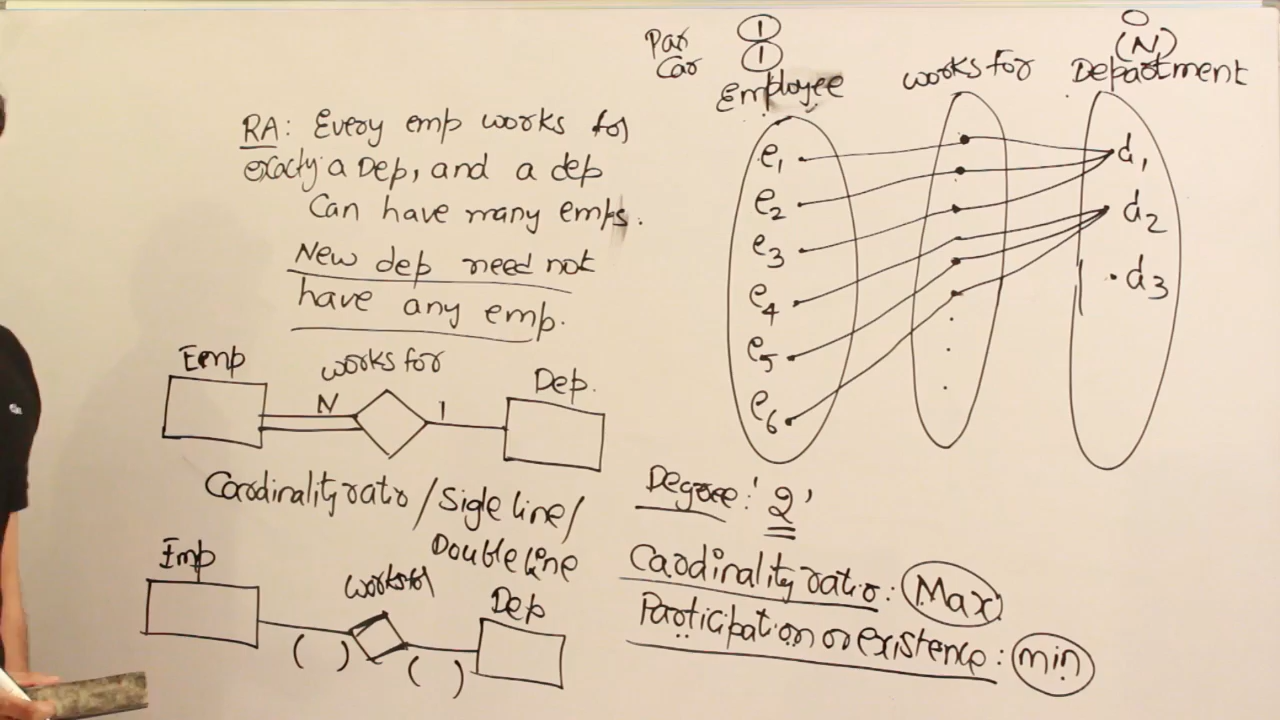 RA: Every emp works for
exactly a Dep, and a dep
Can have many emps.
New dep need not
have any emp.
Eemp works for Dep.
N 1
Cardinality ratio / Sigle line /
Double line
Emp works for Dep
( ) ( )
Par 1 0
Car 1 (N)
Employee works for Department
e1 d1
e2 d2
e3 d3
e4
e5
e6
Degree: '2'
Cardinality ratio: Max
Participation or existence: min